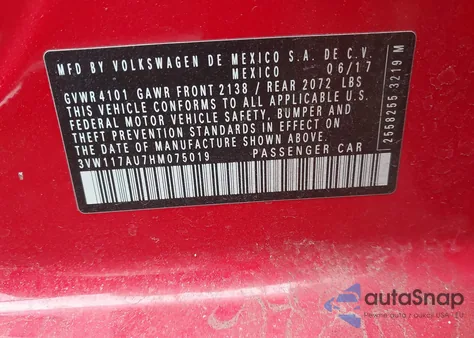 MFD BY VOLKSWAGEN DE MEXICO S.A. DE C.V.
MEXICO 06/17
GVWR4101 GAWR FRONT 2138 / REAR 2072 LBS
THIS VEHICLE CONFORMS TO ALL APPLICABLE U.S.
FEDERAL MOTOR VEHICLE SAFETY, BUMPER AND
THEFT PREVENTION STANDARDS IN EFFECT ON THE
DATE OF MANUFACTURE SHOWN ABOVE.
3VW117AU7HM075019 PASSENGER CAR
2558255 3219 M
autoSnap